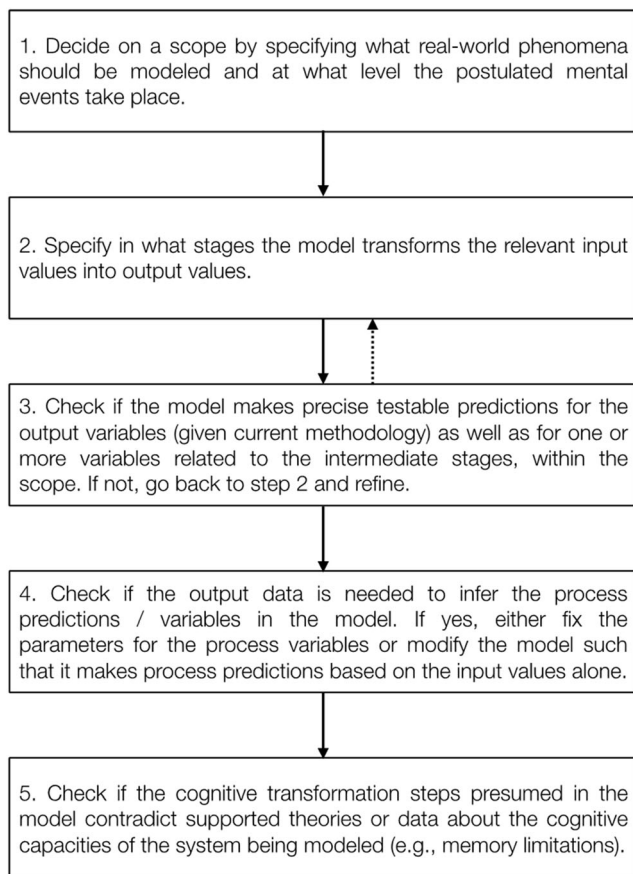 1. Decide on a scope by specifying what real-world phenomena
should be modeled and at what level the postulated mental
events take place.
2. Specify in what stages the model transforms the relevant input
values into output values.
3. Check if the model makes precise testable predictions for the
output variables (given current methodology) as well as for one or
more variables related to the intermediate stages, within the
scope. If not, go back to step 2 and refine.
4. Check if the output data is needed to infer the process
predictions / variables in the model. If yes, either fix the
parameters for the process variables or modify the model such
that it makes process predictions based on the input values alone.
5. Check if the cognitive transformation steps presumed in the
model contradict supported theories or data about the cognitive
capacities of the system being modeled (e.g., memory limitations).